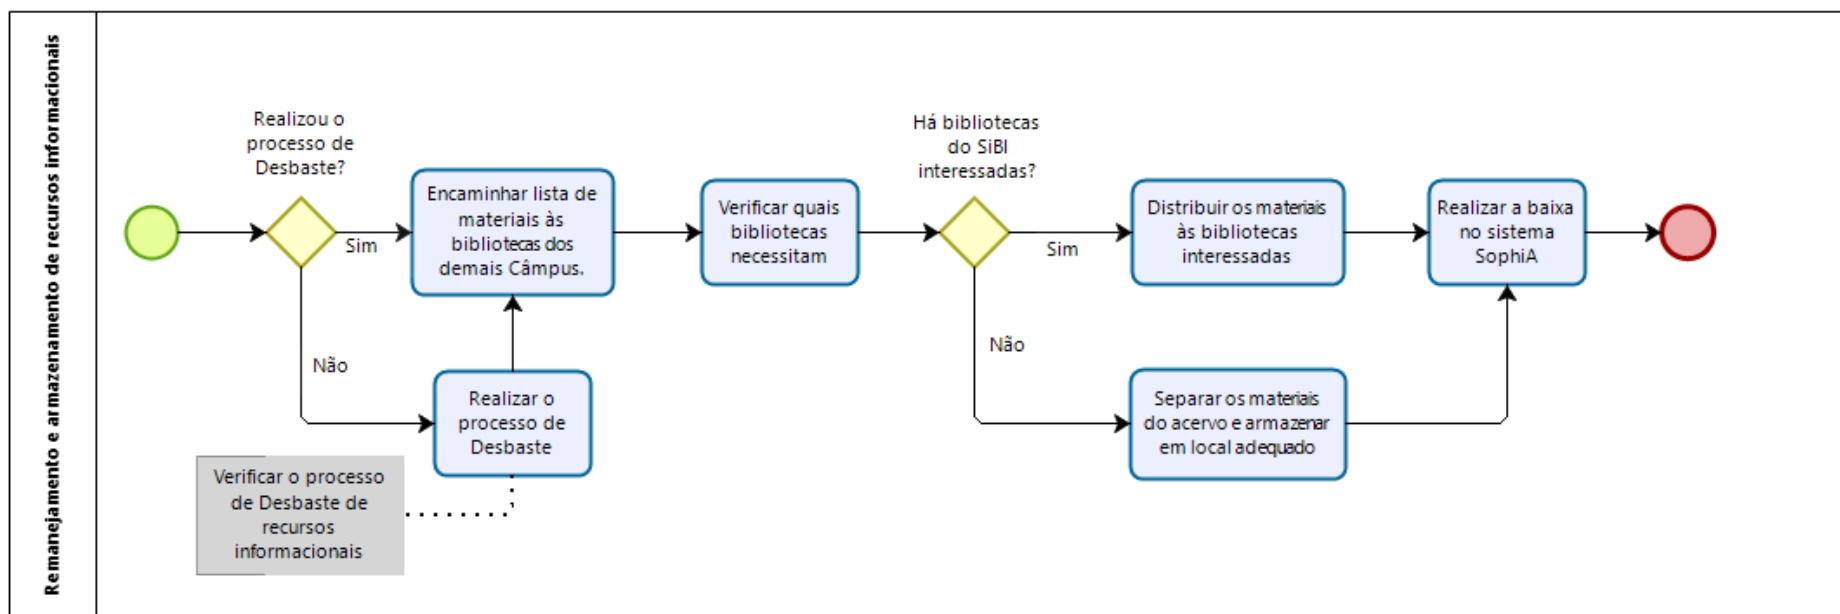 Remanejamento e armazenamento de recursos informacionais
Realizou o
processo de
Desbaste?
Sim
Não
Encaminhar lista de
materiais às
bibliotecas dos
demais Câmpus.
Realizar o
processo de
Desbaste
Verificar o processo
de Desbaste de
recursos
informacionais
Verificar quais
bibliotecas
necessitam
Há bibliotecas
do SiBI
interessadas?
Sim
Não
Distribuir os materiais
às bibliotecas
interessadas
Separar os materiais
do acervo e armazenar
em local adequado
Realizar a baixa
no sistema
SophiA